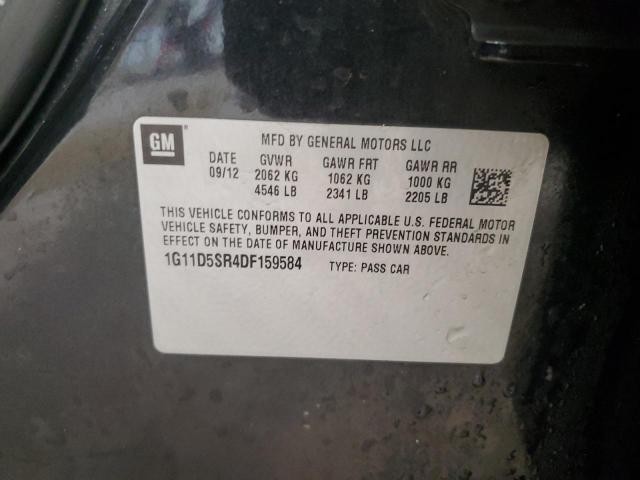 GM
MFD BY GENERAL MOTORS LLC
DATE GVWR GAWR FRT GAWR RR
09/12 2062 KG 1062 KG 1000 KG
4546 LB 2341 LB 2205 LB
THIS VEHICLE CONFORMS TO ALL APPLICABLE U.S. FEDERAL MOTOR
VEHICLE SAFETY, BUMPER, AND THEFT PREVENTION STANDARDS IN
EFFECT ON THE DATE OF MANUFACTURE SHOWN ABOVE.
1G11D5SR4DF159584 TYPE: PASS CAR